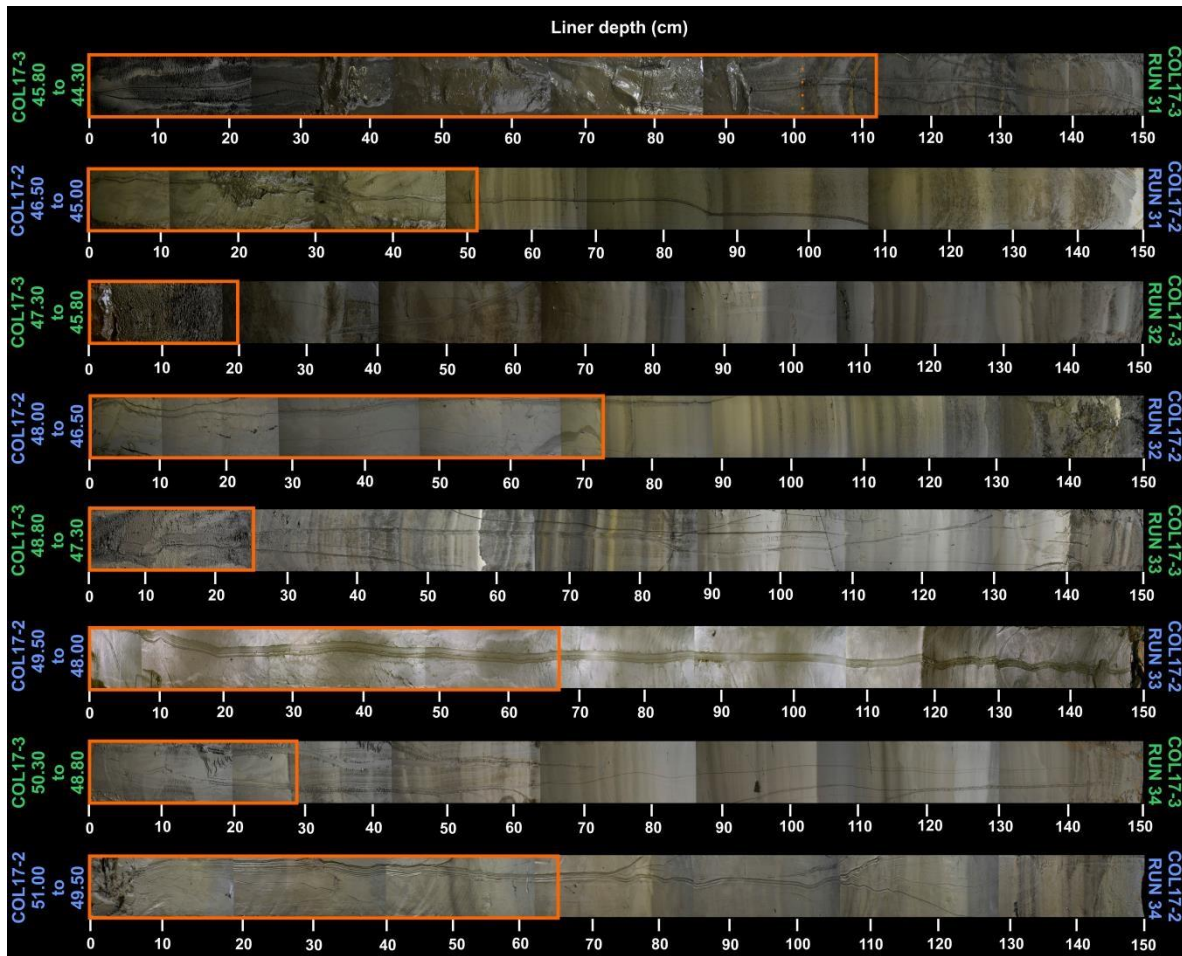 Liner depth (cm)
COL17-3
45.80
to
44.30
COL17-3
RUN 31
0 10 20 30 40 50 60 70 80 90 100 110 120 130 140 150
COL17-2
46.50
to
45.00
COL17-2
RUN 31
0 10 20 30 40 50 60 70 80 90 100 110 120 130 140 150
COL17-3
47.30
to
45.80
COL17-3
RUN 32
0 10 20 30 40 50 60 70 80 90 100 110 120 130 140 150
COL17-2
48.00
to
46.50
COL17-2
RUN 32
0 10 20 30 40 50 60 70 80 90 100 110 120 130 140 150
COL17-3
48.80
to
47.30
COL17-3
RUN 33
0 10 20 30 40 50 60 70 80 90 100 110 120 130 140 150
COL17-2
49.50
to
48.00
COL17-2
RUN 33
0 10 20 30 40 50 60 70 80 90 100 110 120 130 140 150
COL17-3
50.30
to
48.80
COL17-3
RUN 34
0 10 20 30 40 50 60 70 80 90 100 110 120 130 140 150
COL17-2
51.00
to
49.50
COL17-2
RUN 34
0 10 20 30 40 50 60 70 80 90 100 110 120 130 140 150